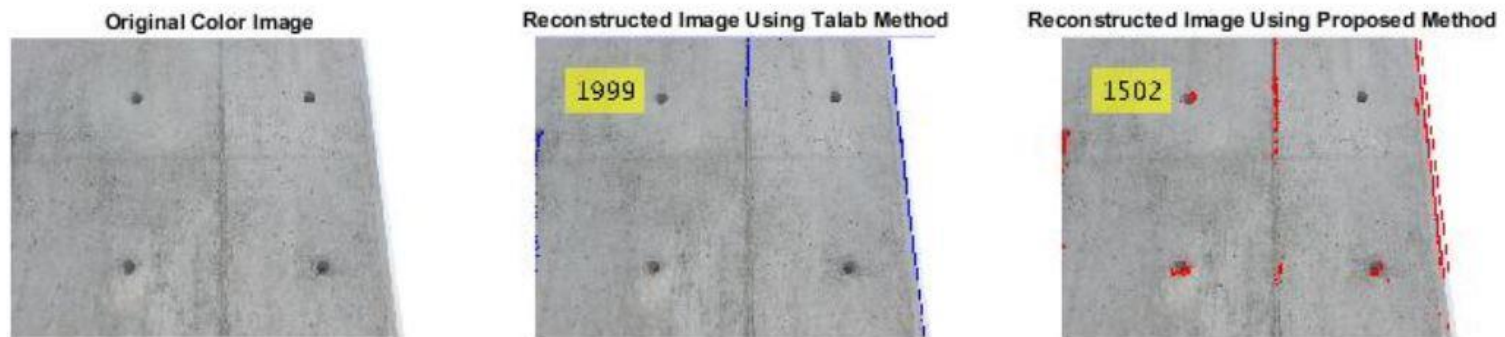 Original Color Image
Reconstructed Image Using Talab Method
Reconstructed Image Using Proposed Method
1999
1502